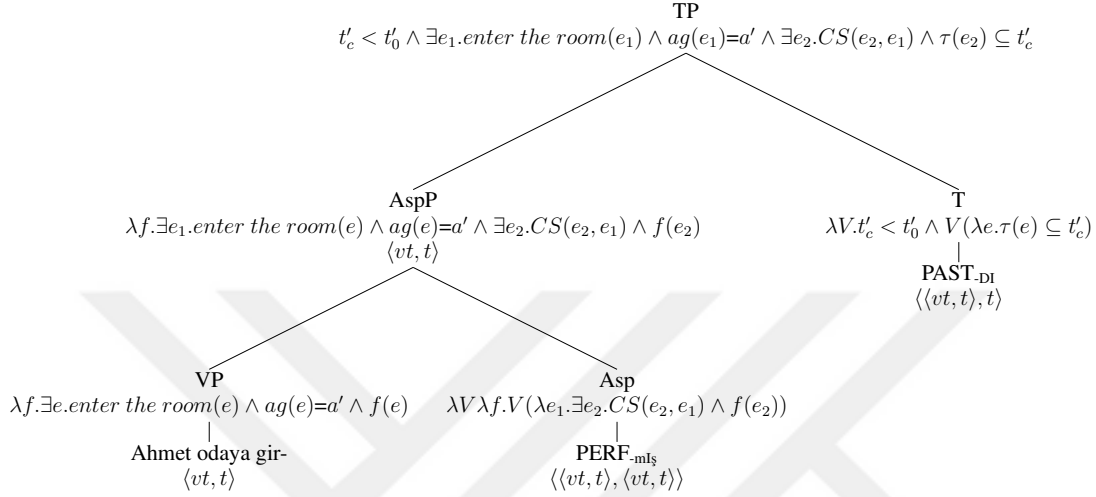 TP
t′c < t′0 ∧ ∃e1.enter the room(e1) ∧ ag(e1)=a′ ∧ ∃e2.CS(e2, e1) ∧ τ(e2) ⊆ t′c
AspP T
λf.∃e1.enter the room(e) ∧ ag(e)=a′ ∧ ∃e2.CS(e2, e1) ∧ f(e2) λV.t′c < t′0 ∧ V(λe.τ(e) ⊆ t′c)
⟨vt, t⟩ PAST-DI
⟨⟨vt, t⟩, t⟩
VP Asp
λf.∃e.enter the room(e) ∧ ag(e)=a′ ∧ f(e) λV λf.V(λe1.∃e2.CS(e2, e1) ∧ f(e2))
Ahmet odaya gir- PERF-mIş
⟨vt, t⟩ ⟨⟨vt, t⟩, ⟨vt, t⟩⟩